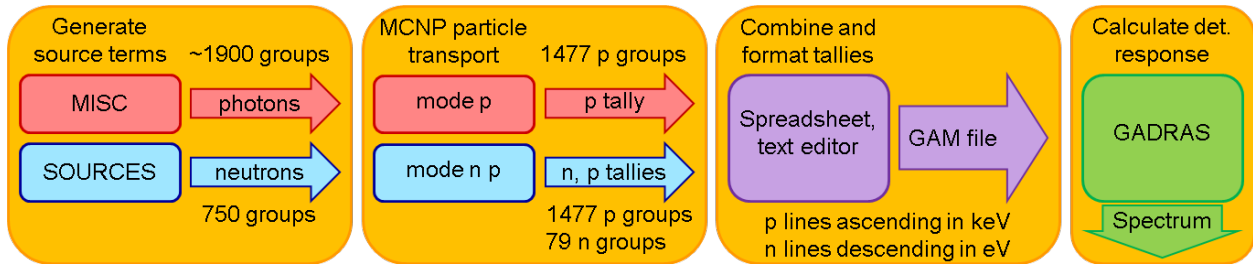 Generate
source terms
~1900 groups
MISC
photons
SOURCES
neutrons
750 groups
MCNP particle
transport
1477 p groups
mode p
p tally
mode n p
n, p tallies
1477 p groups
79 n groups
Combine and
format tallies
Spreadsheet,
text editor
GAM file
p lines ascending in keV
n lines descending in eV
Calculate det.
response
GADRAS
Spectrum